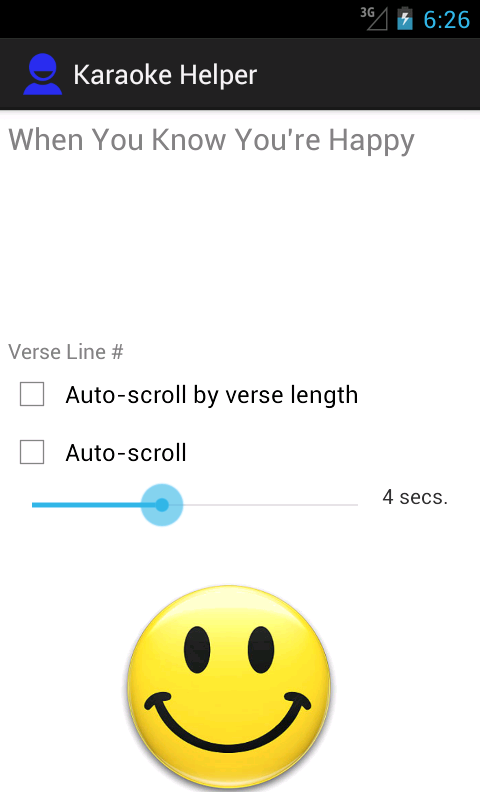 3G 6:26
Karaoke Helper
When You Know You're Happy
Verse Line #
Auto-scroll by verse length
Auto-scroll
4 secs.